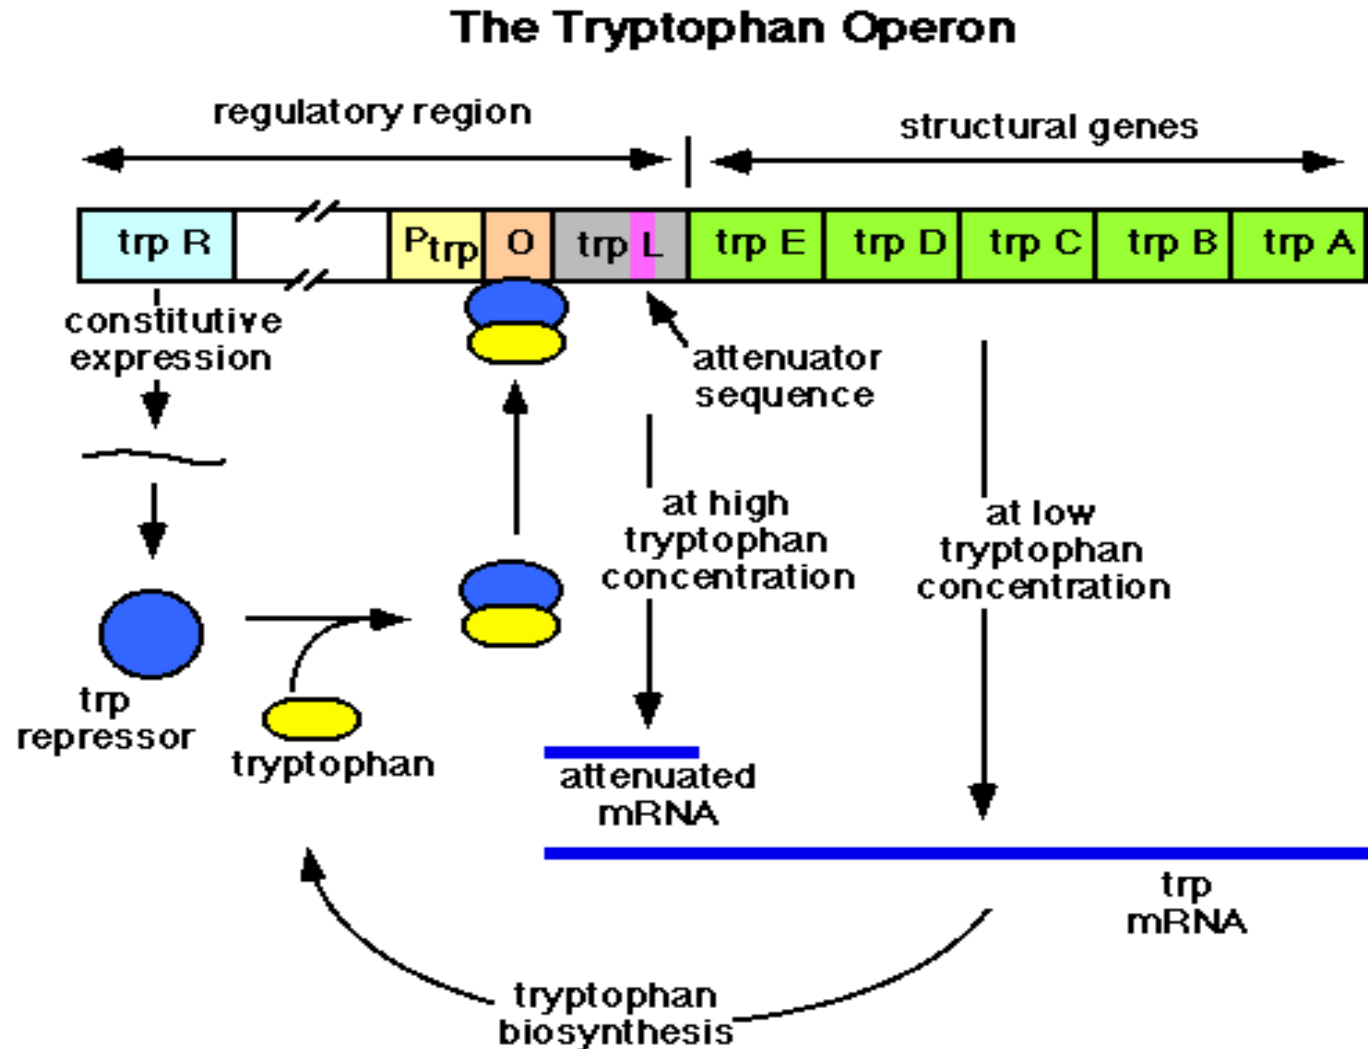 The Tryptophan Operon
regulatory region
structural genes
trp R
Ptrp
O
trp L
trp E
trp D
trp C
trp B
trp A
constitutive
expression
attenuator
sequence
at high
tryptophan
concentration
at low
tryptophan
concentration
trp
repressor
tryptophan
attenuated
mRNA
trp
mRNA
tryptophan
biosynthesis